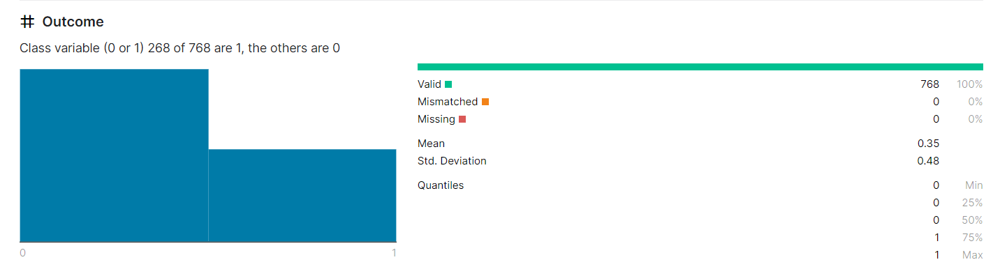 # Outcome
Class variable (0 or 1) 268 of 768 are 1, the others are 0
0 1
Valid 768 100%
Mismatched 0 0%
Missing 0 0%
Mean 0.35
Std. Deviation 0.48
Quantiles 0 Min
0 25%
0 50%
1 75%
1 Max